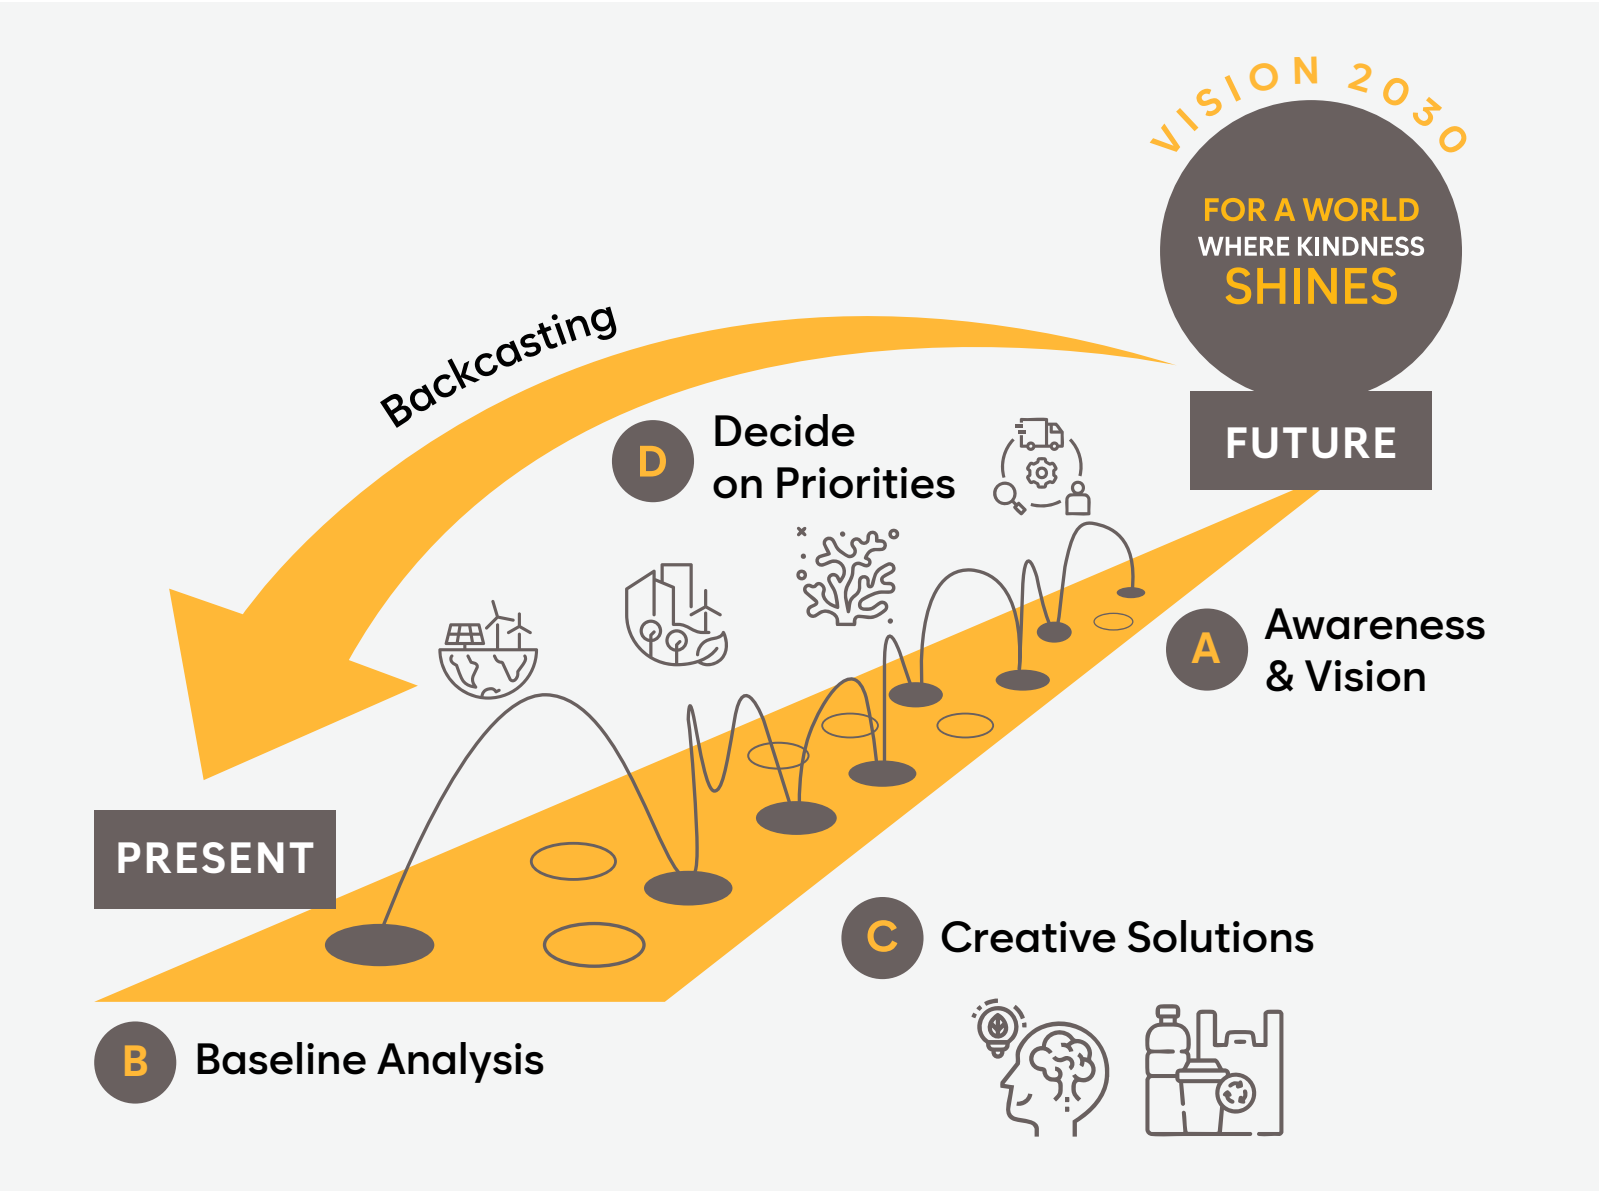 VISION 2030
FOR A WORLD
WHERE KINDNESS
SHINES
FUTURE
Backcasting
D
Decide
on Priorities
A
Awareness
& Vision
PRESENT
C
Creative Solutions
B
Baseline Analysis